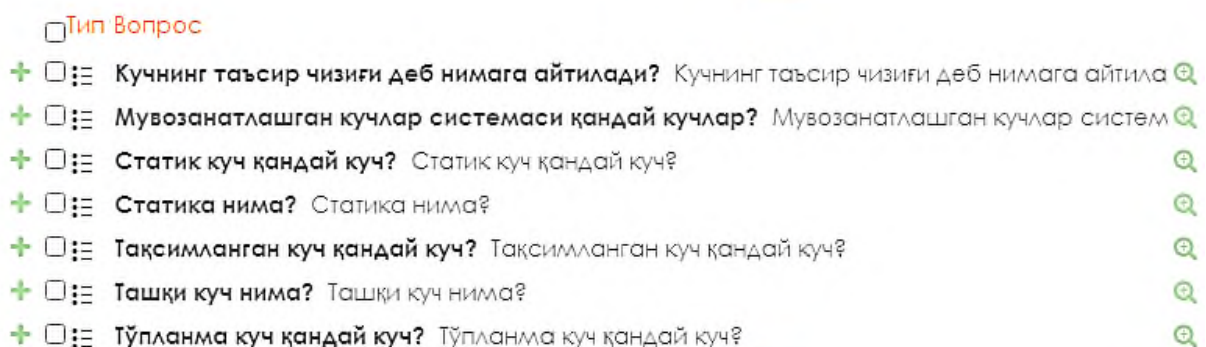 Тип Вопрос
Кучнинг таъсир чизиғи деб нимага айтилади? Кучнинг таъсир чизиғи деб нимага айтила
Мувозанатлашган кучлар системаси қандай кучлар? Мувозанатлашган кучлар систем
Статик куч қандай куч? Статик куч қандай куч?
Статика нима? Статика нима?
Тақсимланган куч қандай куч? Тақсимланган куч қандай куч?
Ташқи куч нима? Ташқи куч нима?
Тўпланма куч қандай куч? Тўпланма куч қандай куч?